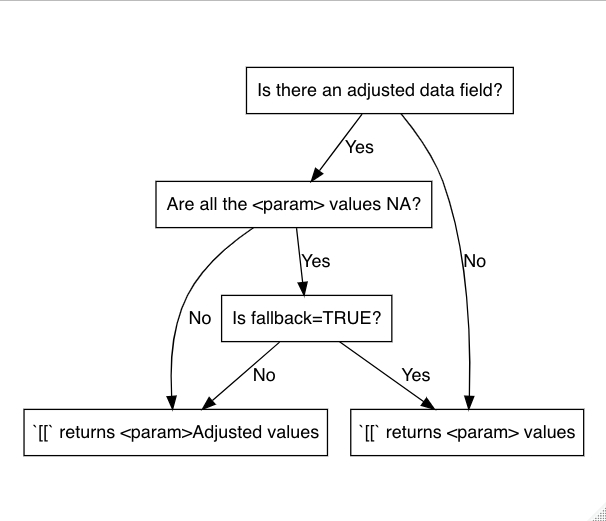 Is there an adjusted data field?
Yes
Are all the <param> values NA?
Yes
No
No
Is fallback=TRUE?
No
Yes
`[[` returns <param>Adjusted values
`[[` returns <param> values